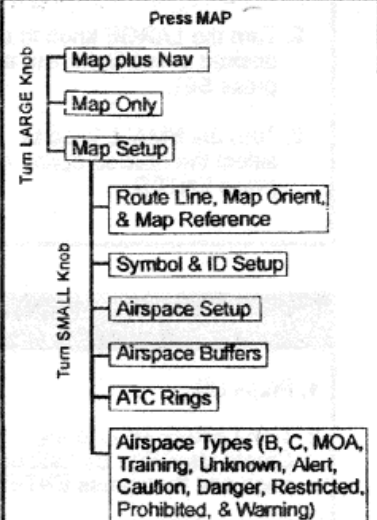 Press MAP
Turn LARGE Knob
Map plus Nav
Map Only
Map Setup
Turn SMALL Knob
Route Line, Map Orient,
& Map Reference
Symbol & ID Setup
Airspace Setup
Airspace Buffers
ATC Rings
Airspace Types (B, C, MOA,
Training, Unknown, Alert,
Caution, Danger, Restricted,
Prohibited, & Warning)